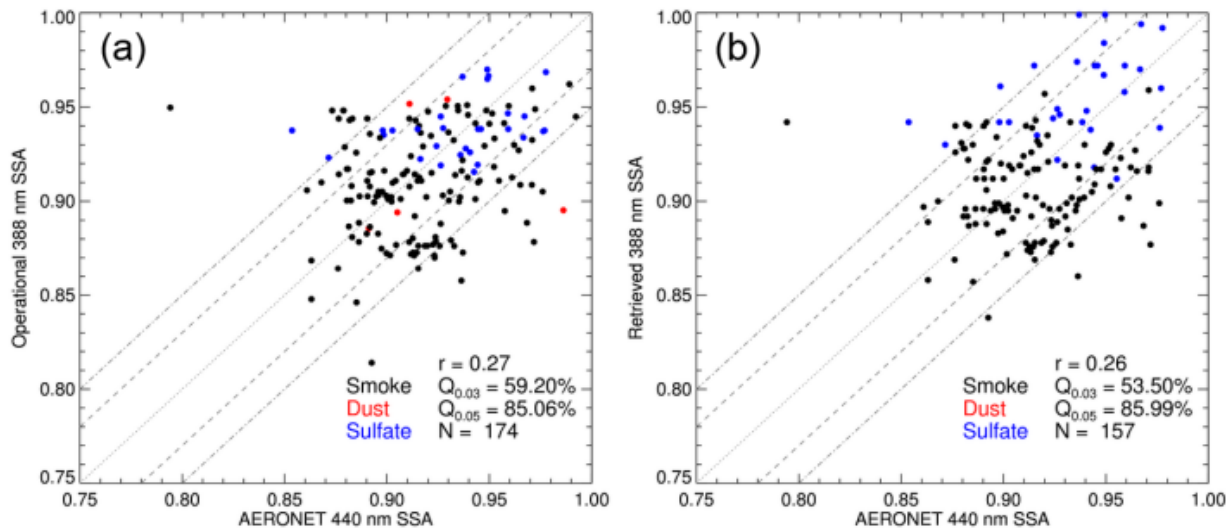 (a)
Operational 388 nm SSA
1.00
0.95
0.90
0.85
0.80
0.75
r = 0.27
Smoke Q0.03 = 59.20%
Dust Q0.05 = 85.06%
Sulfate N = 174
0.75 0.80 0.85 0.90 0.95 1.00
AERONET 440 nm SSA
(b)
Retrieved 388 nm SSA
1.00
0.95
0.90
0.85
0.80
0.75
r = 0.26
Smoke Q0.03 = 53.50%
Dust Q0.05 = 85.99%
Sulfate N = 157
0.75 0.80 0.85 0.90 0.95 1.00
AERONET 440 nm SSA